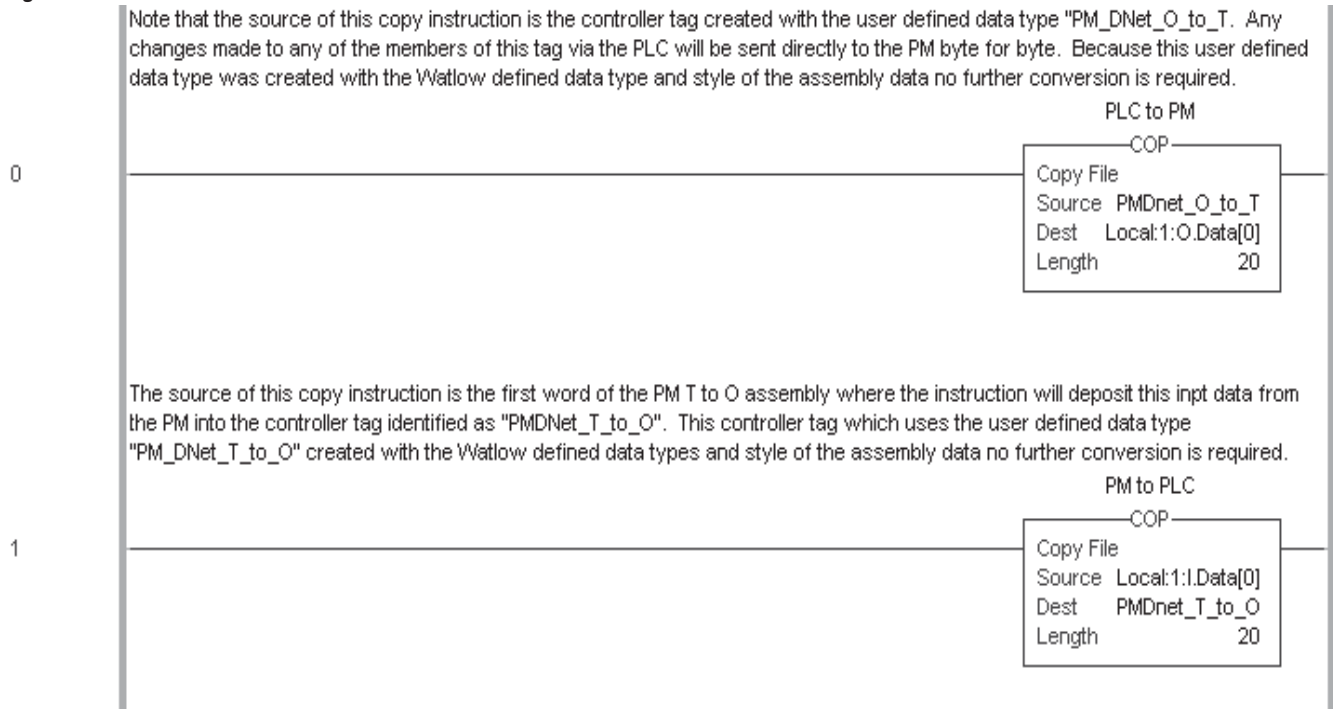 Note that the source of this copy instruction is the controller tag created with the user defined data type "PM_DNet_O_to_T. Any
changes made to any of the members of this tag via the PLC will be sent directly to the PM byte for byte. Because this user defined
data type was created with the Watlow defined data type and style of the assembly data no further conversion is required.
PLC to PM
COP
0
Copy File
Source PMDnet_O_to_T
Dest Local:1:O.Data[0]
Length 20
The source of this copy instruction is the first word of the PM T to O assembly where the instruction will deposit this inpt data from
the PM into the controller tag identified as "PMDNet_T_to_O". This controller tag which uses the user defined data type
"PM_DNet_T_to_O" created with the Watlow defined data types and style of the assembly data no further conversion is required.
PM to PLC
COP
1
Copy File
Source Local:1:I.Data[0]
Dest PMDnet_T_to_O
Length 20